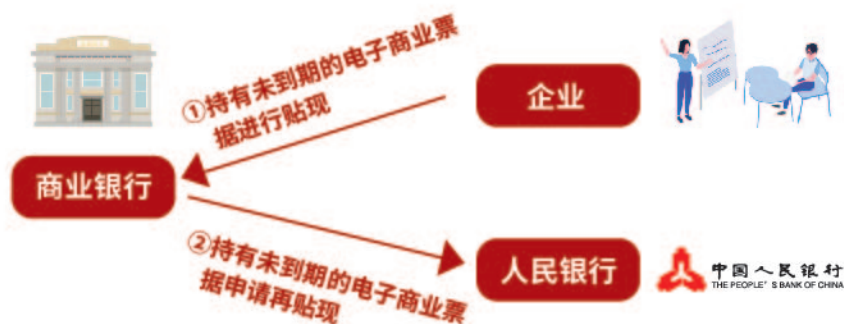 ①持有未到期的电子商业票
据进行贴现
企业
商业银行
②持有未到期的电子商业票
据申请再贴现
人民银行
中国人民银行
THE PEOPLE'S BANK OF CHINA